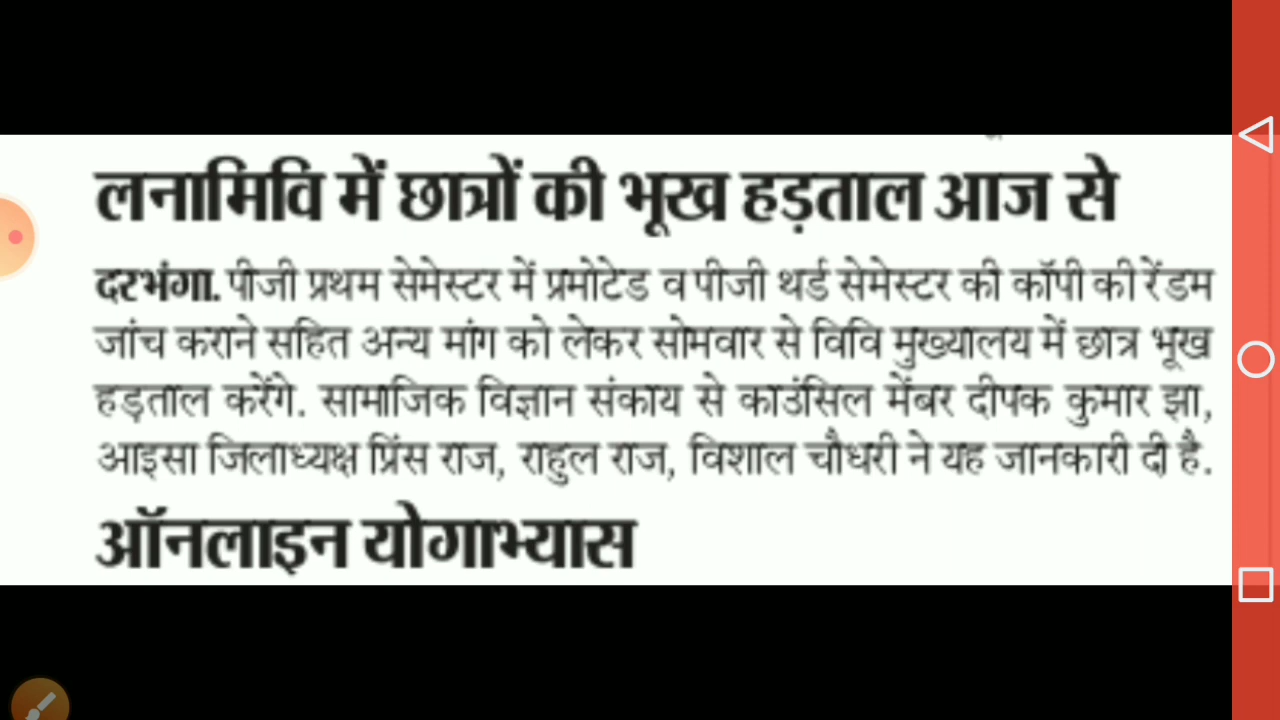 लनामिवि में छात्रों की भूख हड़ताल आज से
दरभंगा. पीजी प्रथम सेमेस्टर में प्रमोटेड व पीजी थर्ड सेमेस्टर की कॉपी की रेंडम
जांच कराने सहित अन्य मांग को लेकर सोमवार से विवि मुख्यालय में छात्र भूख
हड़ताल करेंगे. सामाजिक विज्ञान संकाय से काउंसिल मेंबर दीपक कुमार झा,
आइसा जिलाध्यक्ष प्रिंस राज, राहुल राज, विशाल चौधरी ने यह जानकारी दी है.
ऑनलाइन योगाभ्यास